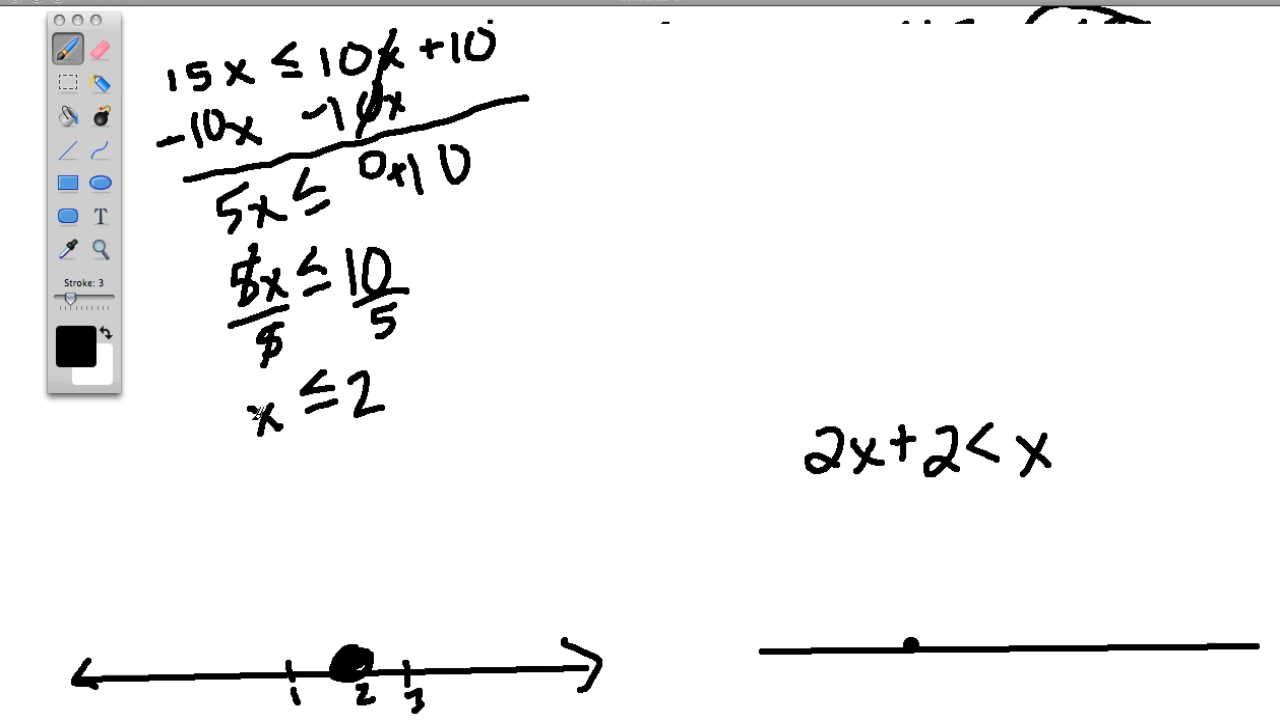 15x ≤ 10x +10
-10x -10x
5x ≤ 0x+10
5x ≤ 10
5 5
x ≤ 2
2x+2< x
1 2 3
Stroke: 3
T